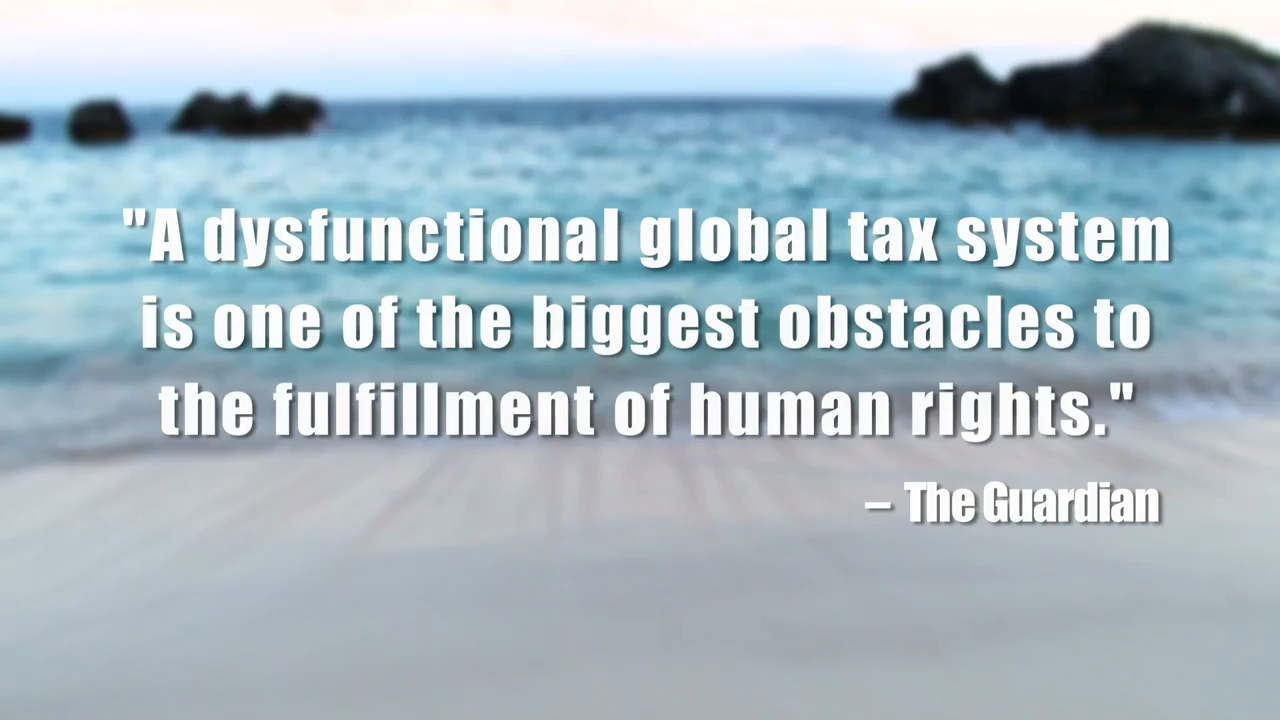 "A dysfunctional global tax system
is one of the biggest obstacles to
the fulfillment of human rights."
– The Guardian